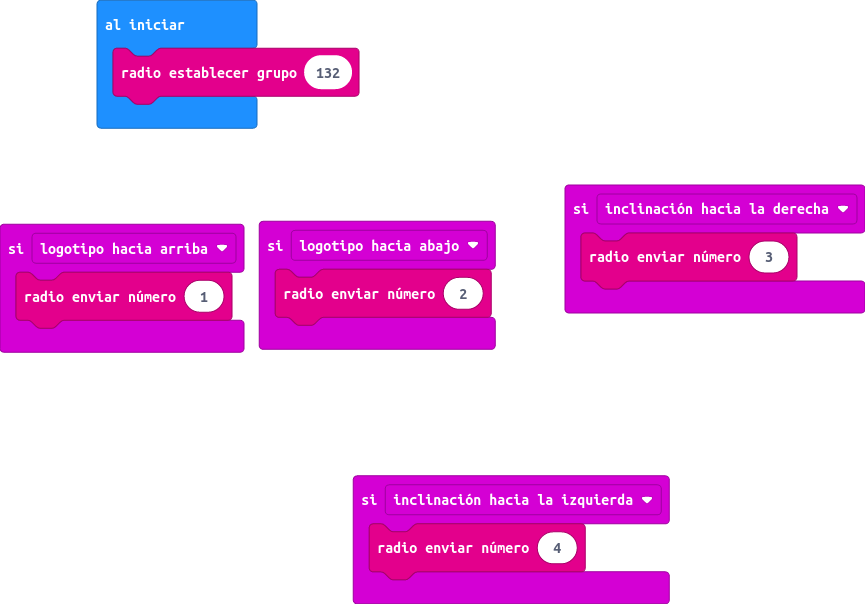 al iniciar
radio establecer grupo 132
si logotipo hacia arriba
radio enviar número 1
si logotipo hacia abajo
radio enviar número 2
si inclinación hacia la derecha
radio enviar número 3
si inclinación hacia la izquierda
radio enviar número 4